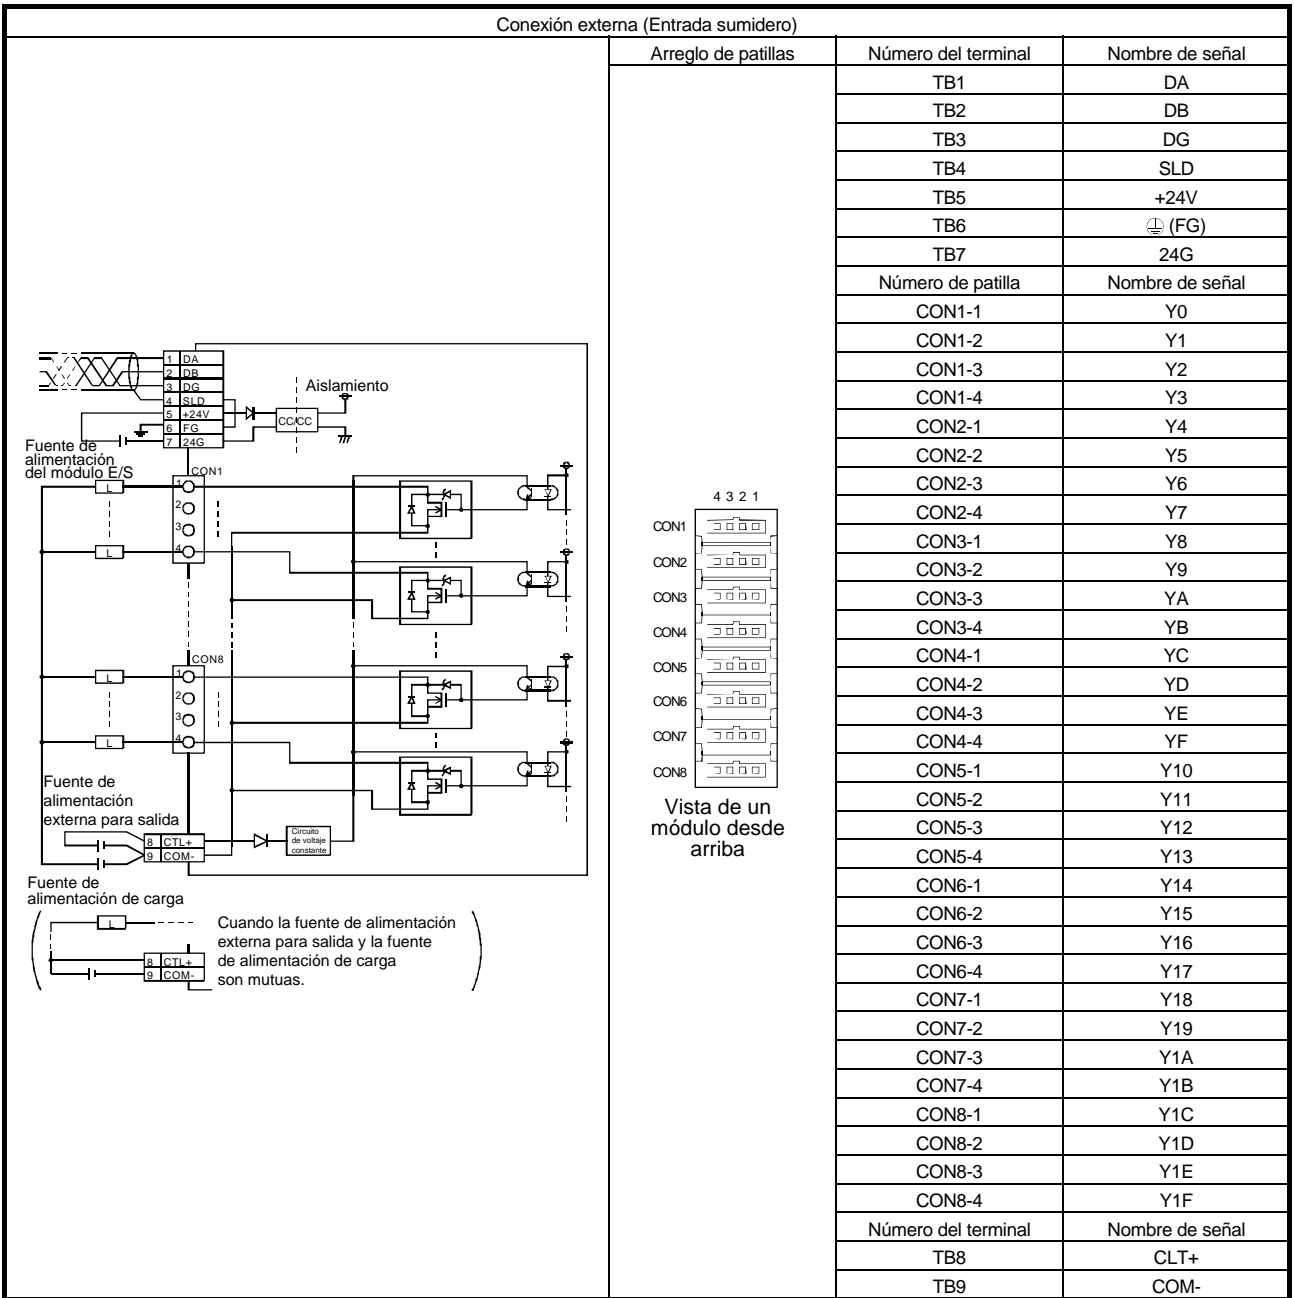 Conexión externa (Entrada sumidero)
Arreglo de patillas Número del terminal Nombre de señal
TB1 DA
TB2 DB
TB3 DG
TB4 SLD
TB5 +24V
TB6 (FG)
TB7 24G
Número de patilla Nombre de señal
CON1-1 Y0
CON1-2 Y1
CON1-3 Y2
CON1-4 Y3
CON2-1 Y4
CON2-2 Y5
CON2-3 Y6
CON2-4 Y7
CON3-1 Y8
CON3-2 Y9
CON3-3 YA
CON3-4 YB
CON4-1 YC
CON4-2 YD
CON4-3 YE
CON4-4 YF
CON5-1 Y10
CON5-2 Y11
CON5-3 Y12
CON5-4 Y13
CON6-1 Y14
CON6-2 Y15
CON6-3 Y16
CON6-4 Y17
CON7-1 Y18
CON7-2 Y19
CON7-3 Y1A
CON7-4 Y1B
CON8-1 Y1C
CON8-2 Y1D
CON8-3 Y1E
CON8-4 Y1F
Número del terminal Nombre de señal
TB8 CLT+
TB9 COM-
1 DA
2 DB
3 DG
4 SLD
5 +24V
6 FG
7 24G
Aislamiento
CC/CC
Fuente de
alimentación
del módulo E/S
CON1
L 1
2
3
L 4
CON8
L 1
2
3
L 4
Fuente de
alimentación
externa para salida
8 CTL+
9 COM-
Circuito
de voltaje
constante
Fuente de
alimentación de carga
L
8 CTL+
9 COM-
Cuando la fuente de alimentación
externa para salida y la fuente
de alimentación de carga
son mutuas.
4 3 2 1
CON1
CON2
CON3
CON4
CON5
CON6
CON7
CON8
Vista de un
módulo desde
arriba